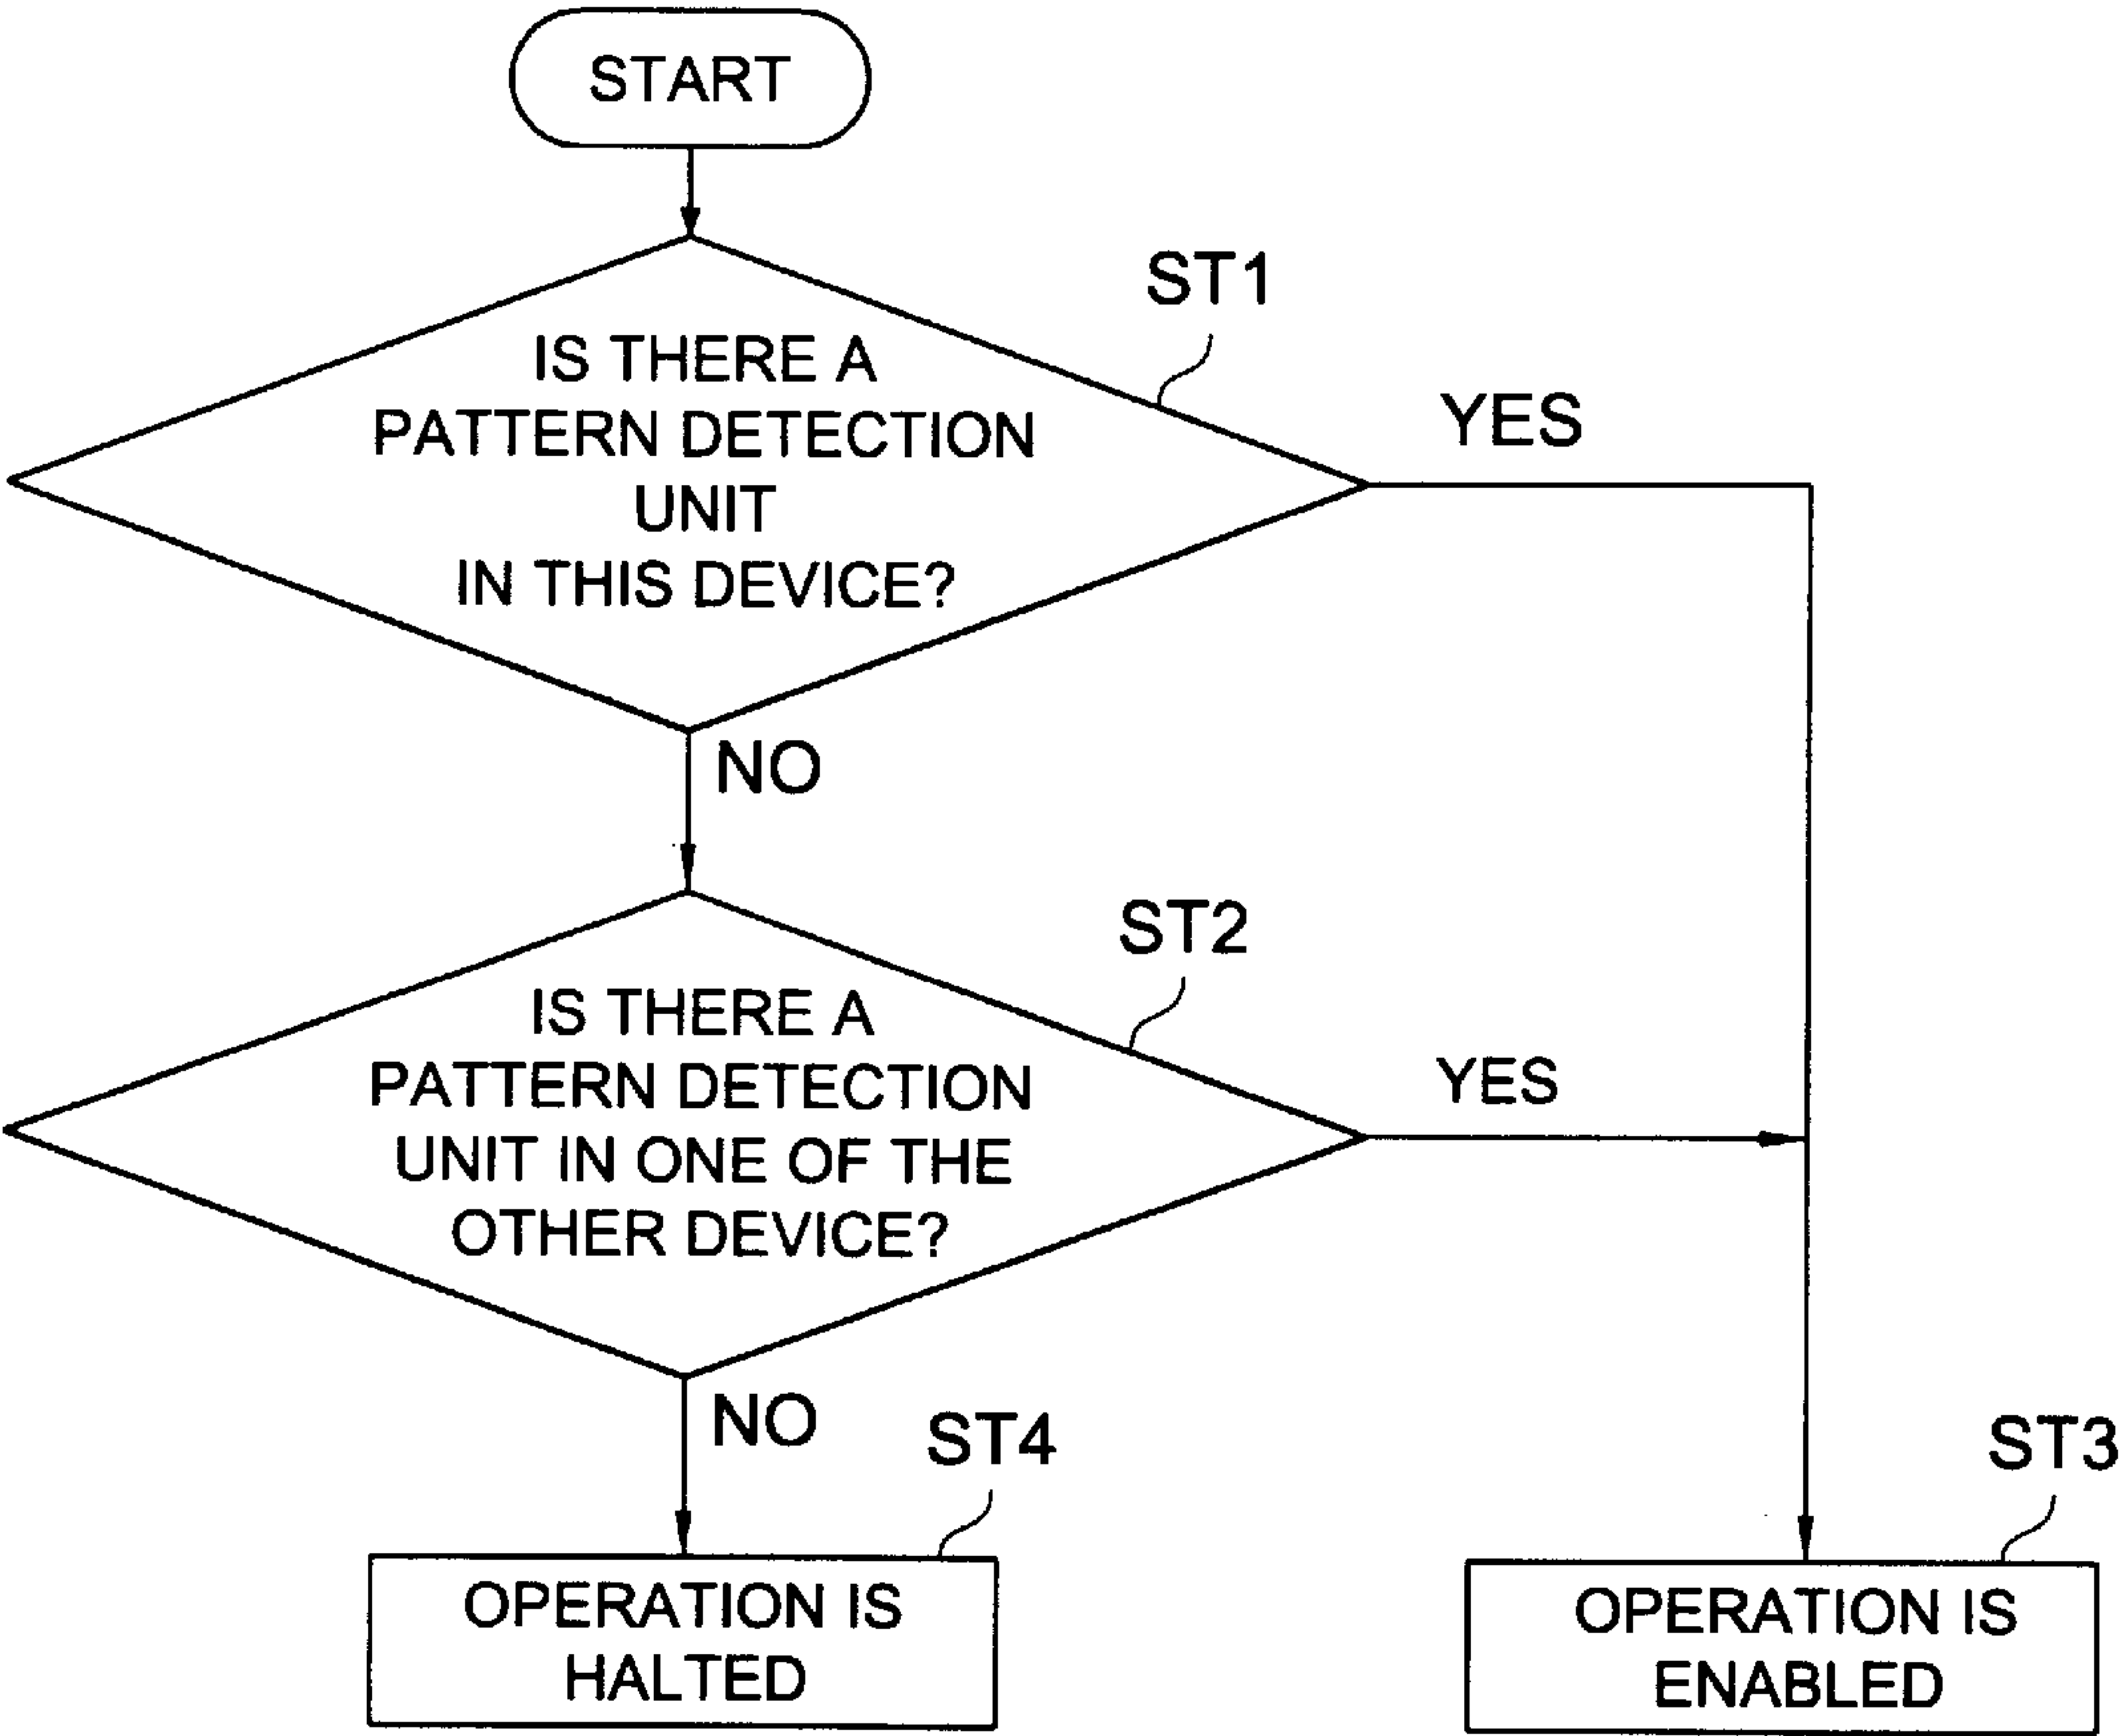 START
ST1
IS THERE A
PATTERN DETECTION
UNIT
IN THIS DEVICE?
YES
NO
ST2
IS THERE A
PATTERN DETECTION
UNIT IN ONE OF THE
OTHER DEVICE?
YES
NO
ST4
OPERATION IS
HALTED
ST3
OPERATION IS
ENABLED